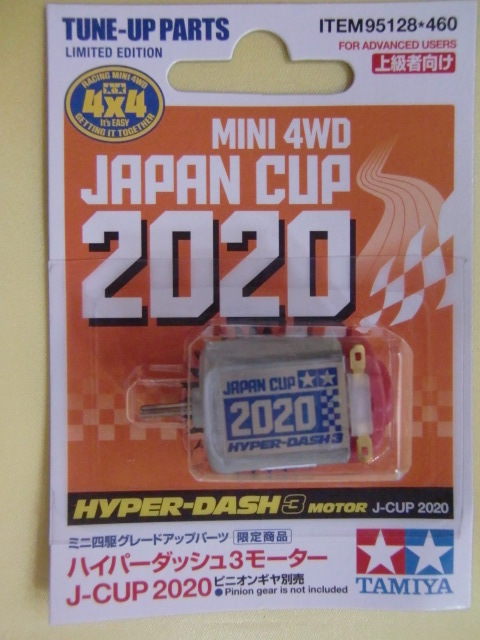 TUNE-UP PARTS
LIMITED EDITION
ITEM95128*460
FOR ADVANCED USERS
上級者向け
RACING MINI 4WD
4x4
It's EASY
GETTING IT TOGETHER
MINI 4WD
JAPAN CUP
2020
JAPAN CUP
2020
HYPER-DASH3
HYPER-DASH3 MOTOR J-CUP 2020
ミニ四駆グレードアップパーツ 限定商品
ハイパーダッシュ3モーター
J-CUP 2020 ピニオンギヤ別売
● Pinion gear is not included
TAMIYA